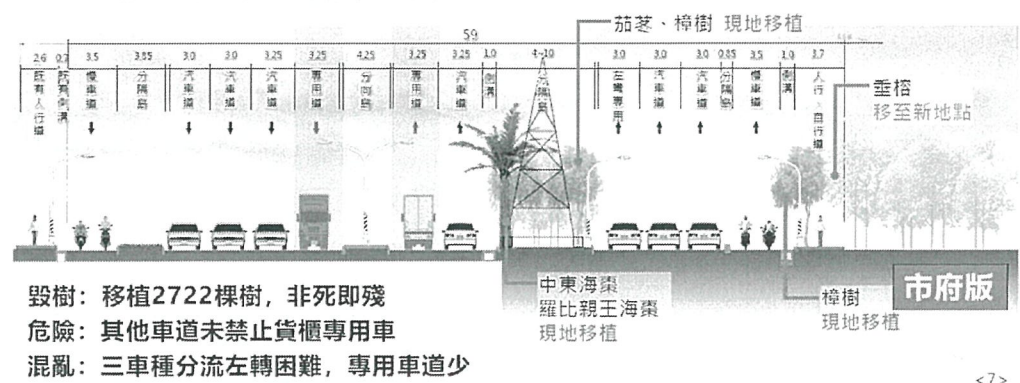 茄苳、樟樹 現地移植
59
2.6 0.7 3.5 3.85 3.0 3.0 3.25 3.25 4.25 3.25 3.25 1.0 4~10 3.0 3.0 3.0 0.85 3.5 1.0 3.7
既有人行道
既有側溝
慢車道
分隔島
汽車道
汽車道
汽車道
專用道
分向島
專用道
汽車道
側溝
分隔島
左彎專用
汽車道
汽車道
分隔島
慢車道
側溝
人行
自行道
垂榕
移至新地點
中東海棗
羅比親王海棗
現地移植
樟樹
現地移植
市府版
毀樹：移植2722棵樹，非死即殘
危險：其他車道未禁止貨櫃專用車
混亂：三車種分流左轉困難，專用車道少
<7>